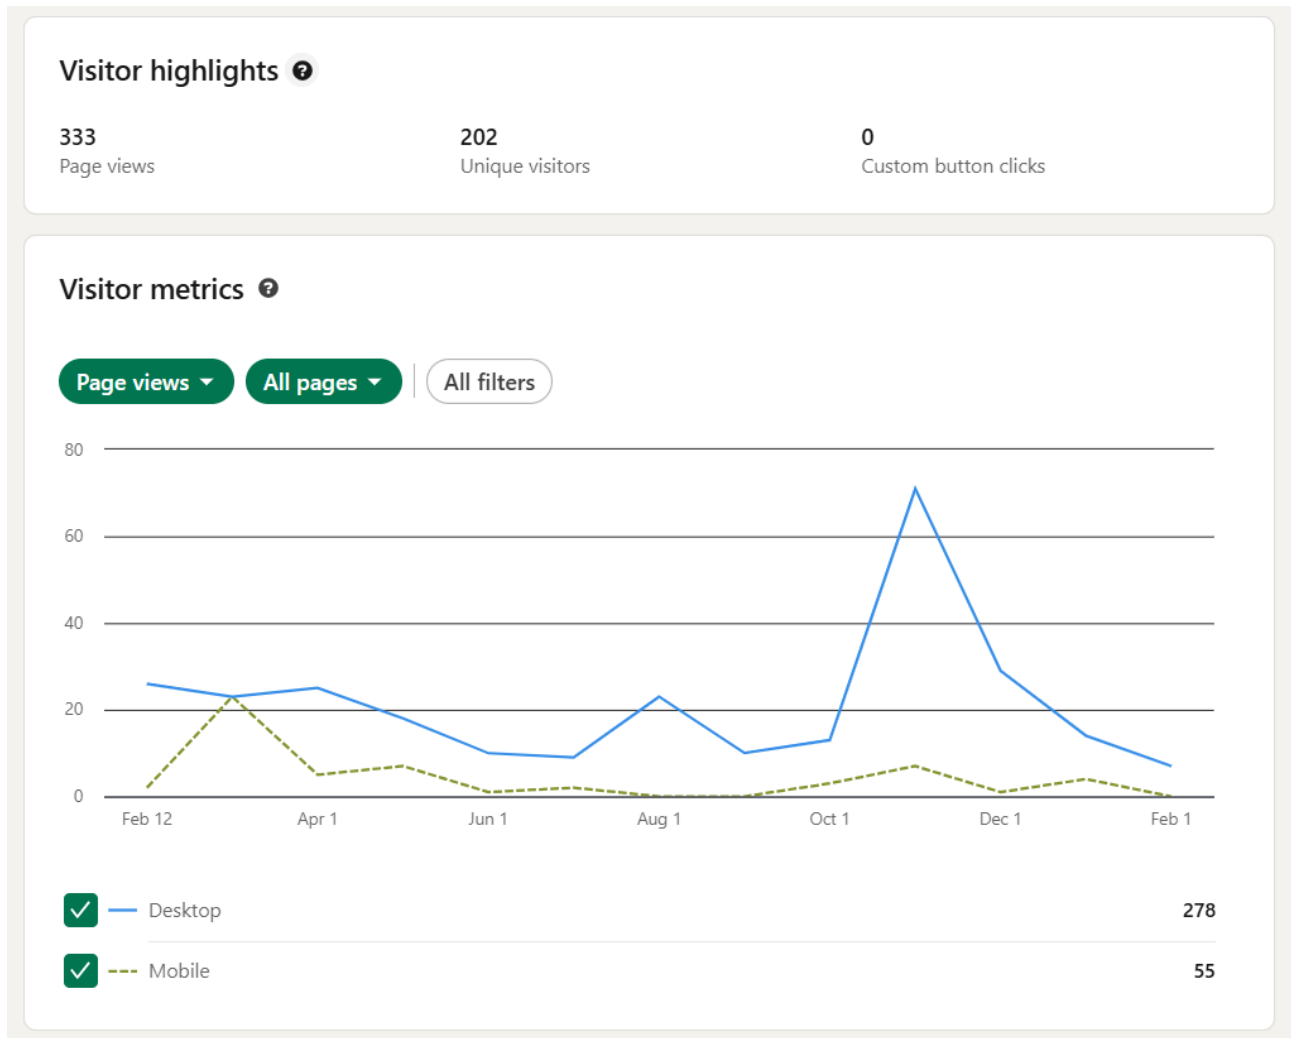 Visitor highlights
333 202 0
Page views Unique visitors Custom button clicks
Visitor metrics
Page views All pages All filters
80
60
40
20
0
Feb 12 Apr 1 Jun 1 Aug 1 Oct 1 Dec 1 Feb 1
Desktop 278
Mobile 55